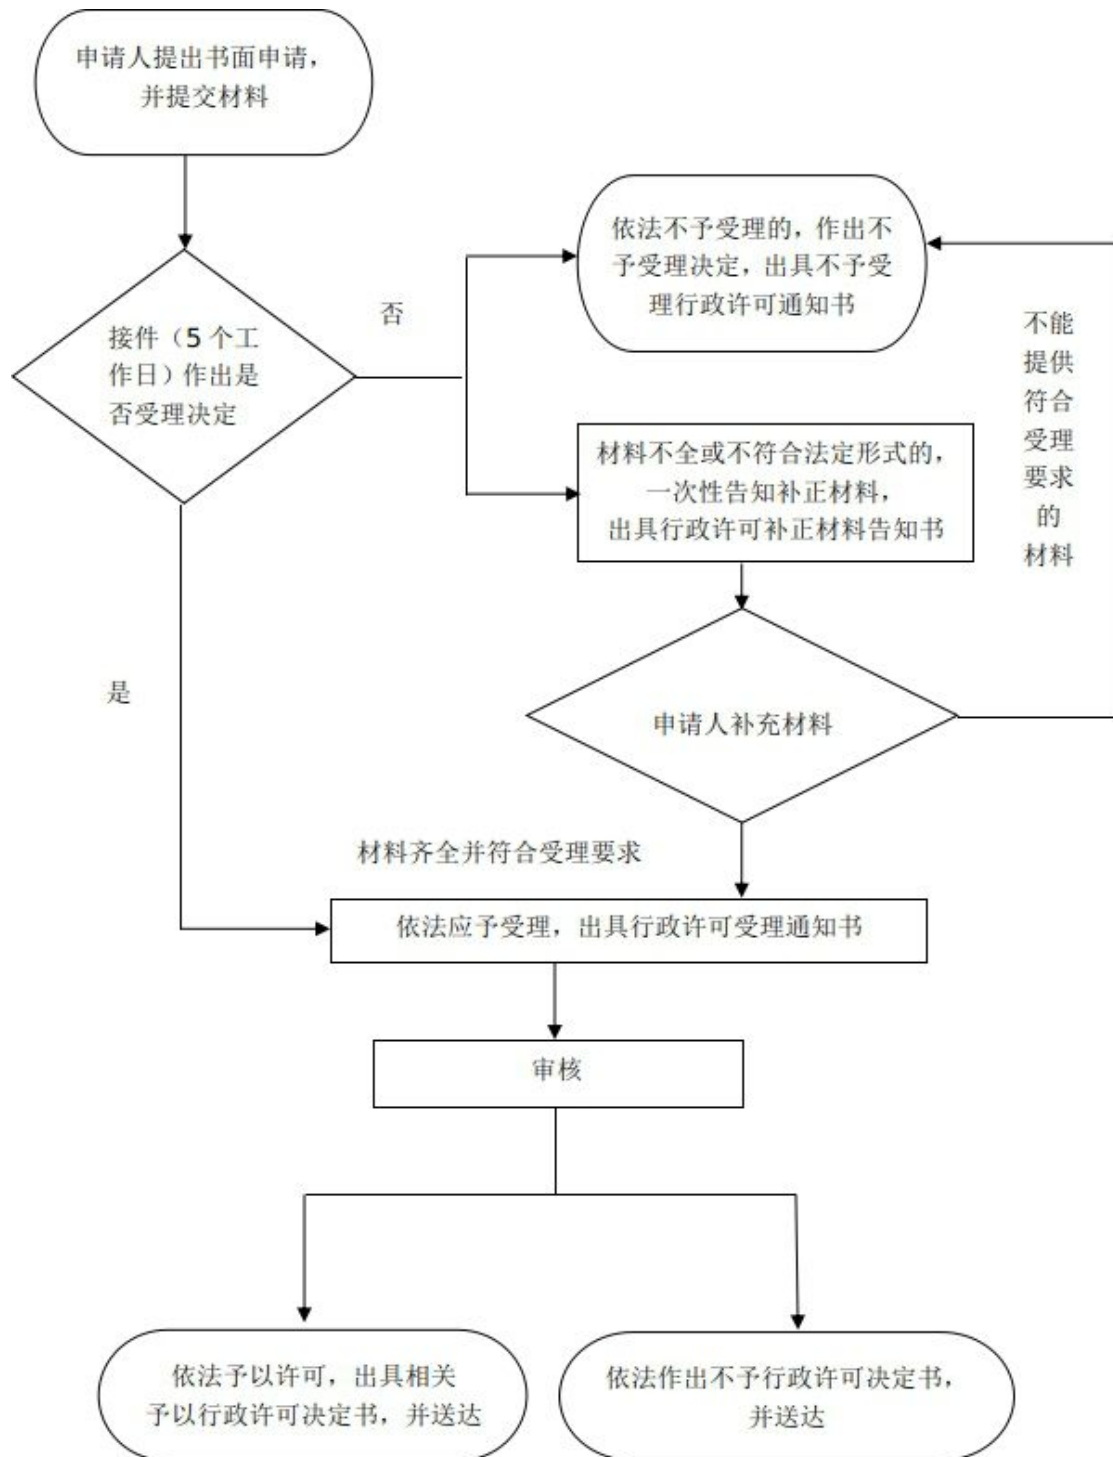 申请人提出书面申请，
并提交材料
依法不予受理的，作出不
予受理决定，出具不予受
理行政许可通知书
否
接件（5 个工
作日）作出是
否受理决定
不能
提供
符合
受理
要求
的
材料
材料不全或不符合法定形式的，
一次性告知补正材料，
出具行政许可补正材料告知书
是
申请人补充材料
材料齐全并符合受理要求
依法应予受理，出具行政许可受理通知书
审核
依法予以许可，出具相关
予以行政许可决定书，并送达
依法作出不予行政许可决定书，
并送达